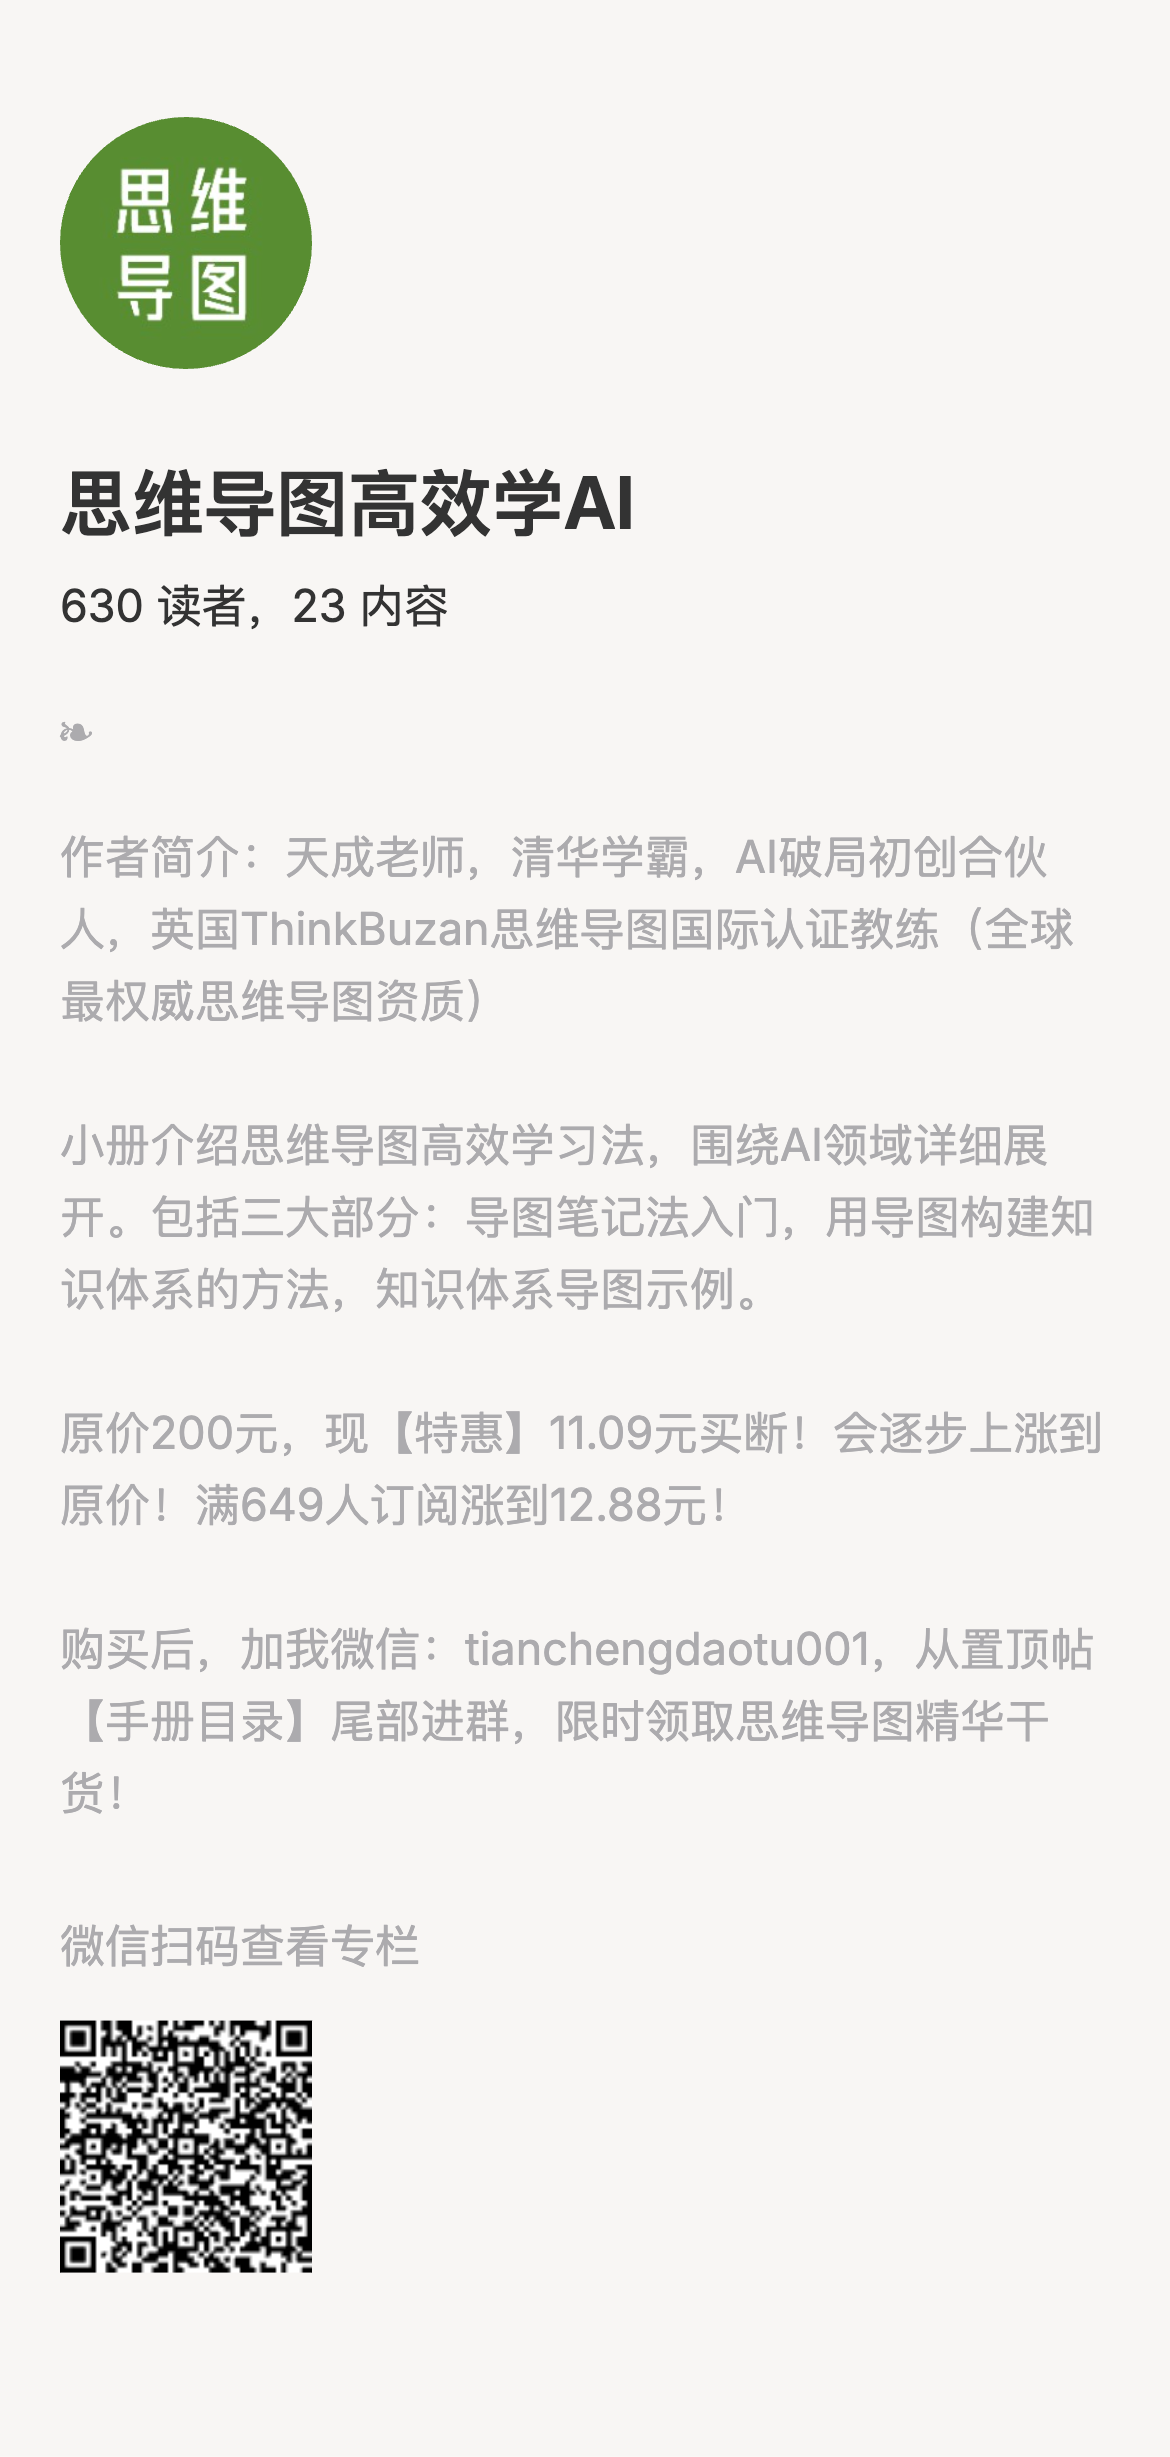 思维
导图
思维导图高效学AI
630 读者，23 内容
❧
作者简介：天成老师，清华学霸，AI破局初创合伙
人，英国ThinkBuzan思维导图国际认证教练（全球
最权威思维导图资质）
小册介绍思维导图高效学习法，围绕AI领域详细展
开。包括三大部分：导图笔记法入门，用导图构建知
识体系的方法，知识体系导图示例。
原价200元，现【特惠】11.09元买断！会逐步上涨到
原价！满649人订阅涨到12.88元！
购买后，加我微信：tianchengdaotu001，从置顶帖
【手册目录】尾部进群，限时领取思维导图精华干
货！
微信扫码查看专栏